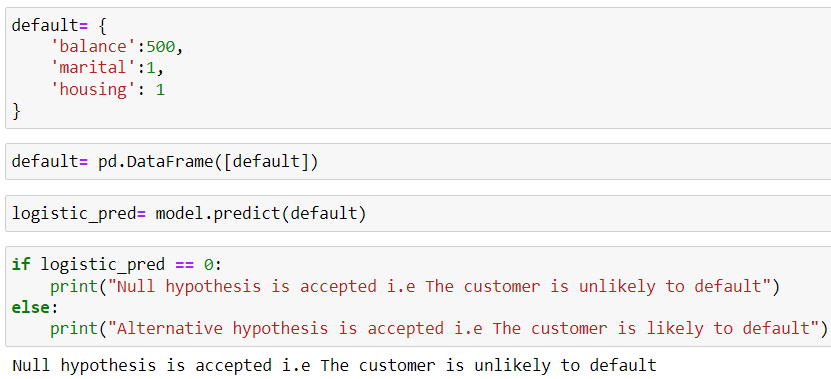 default= {
    'balance':500,
    'marital':1,
    'housing': 1
}
default= pd.DataFrame([default])
logistic_pred= model.predict(default)
if logistic_pred == 0:
    print("Null hypothesis is accepted i.e The customer is unlikely to default")
else:
    print("Alternative hypothesis is accepted i.e The customer is likely to default")
Null hypothesis is accepted i.e The customer is unlikely to default